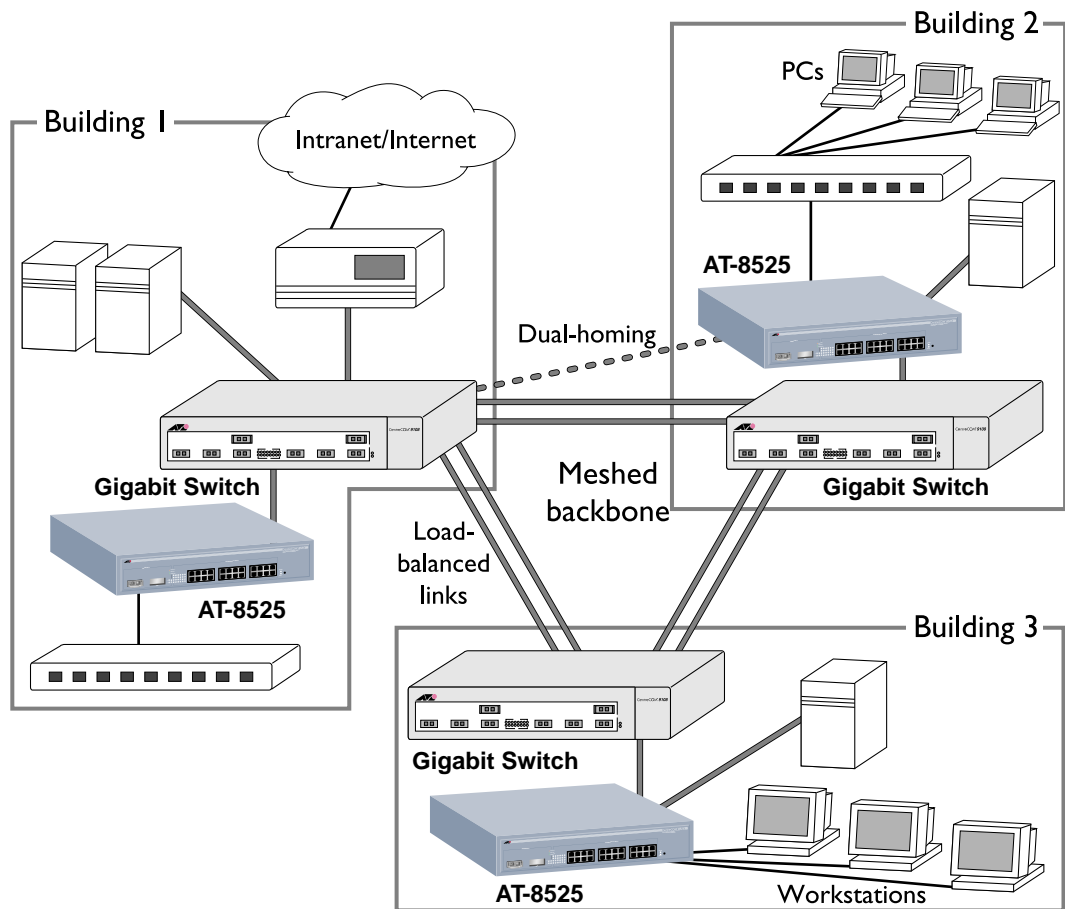 Building 2
PCs
Building 1
Intranet/Internet
AT-8525
Dual-homing
Gigabit Switch
Gigabit Switch
Meshed
backbone
Load-
balanced
links
AT-8525
Building 3
Gigabit Switch
AT-8525
Workstations